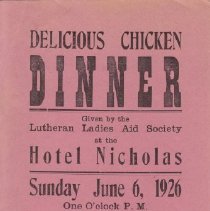 DELICIOUS CHICKEN
DINNER
Given by the
Lutheran Ladies Aid Society
at the
Hotel Nicholas
Sunday June 6, 1926
One O'clock P. M.